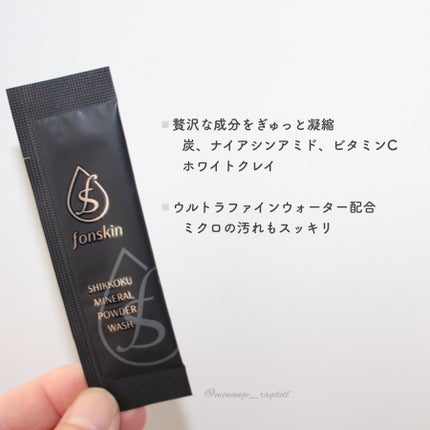 贅沢な成分をぎゅっと凝縮
炭、ナイアシンアミド、ビタミンC
ホワイトクレイ
ウルトラファインウォーター配合
ミクロの汚れもスッキリ
fonskin
SHIKKOKU
MINERAL
POWDER
WASH
@moeange__ragdoll